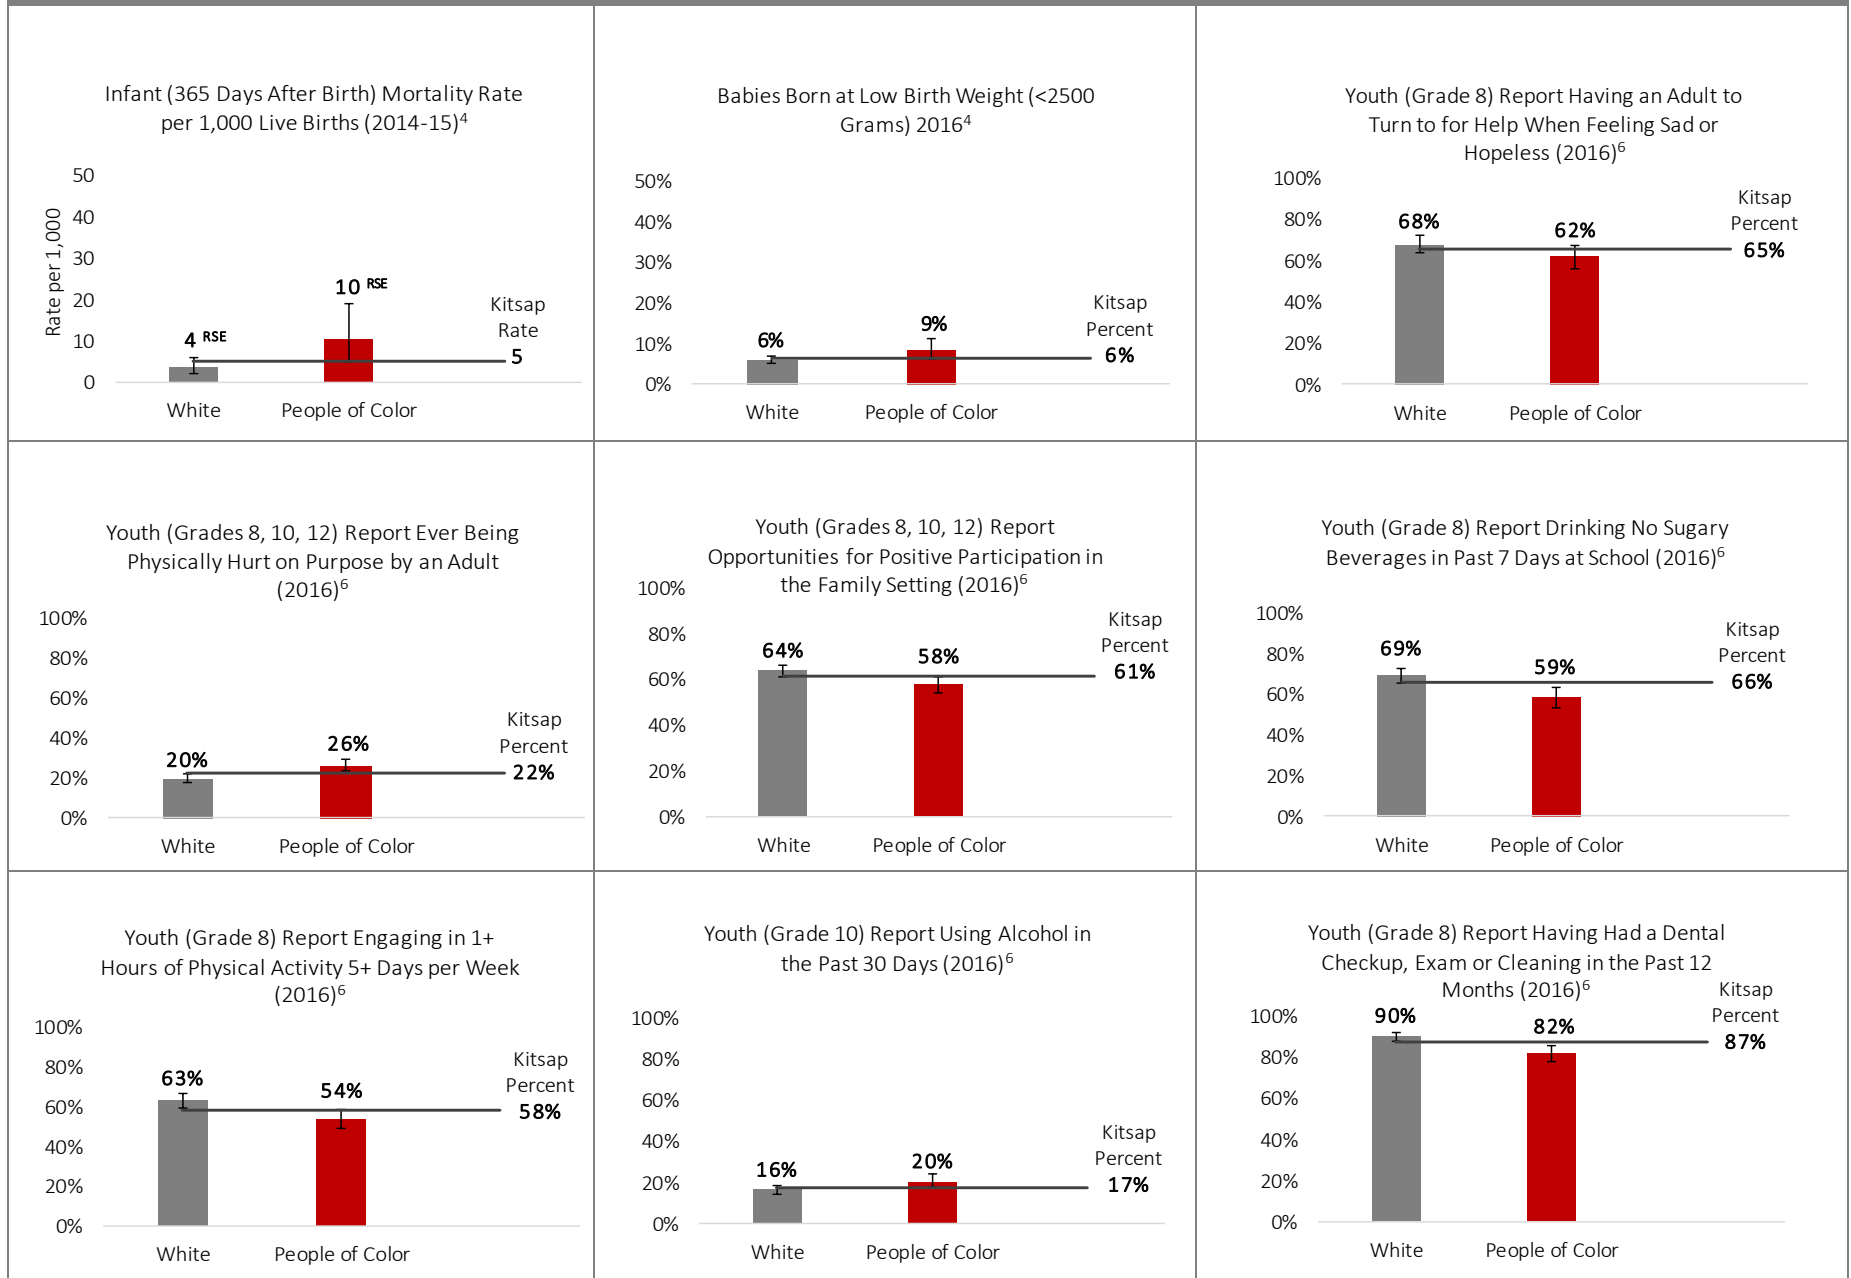 Infant (365 Days After Birth) Mortality Rate
per 1,000 Live Births (2014-15)4
50
40
30
20
10
0
Rate per 1,000
4 RSE
10 RSE
Kitsap
Rate
5
White
People of Color
Babies Born at Low Birth Weight (<2500
Grams) 20164
50%
40%
30%
20%
10%
0%
6%
9%
Kitsap
Percent
6%
White
People of Color
Youth (Grade 8) Report Having an Adult to
Turn to for Help When Feeling Sad or
Hopeless (2016)6
100%
80%
60%
40%
20%
0%
68%
62%
Kitsap
Percent
65%
White
People of Color
Youth (Grades 8, 10, 12) Report Ever Being
Physically Hurt on Purpose by an Adult
(2016)6
100%
80%
60%
40%
20%
0%
20%
26%
Kitsap
Percent
22%
White
People of Color
Youth (Grades 8, 10, 12) Report
Opportunities for Positive Participation in
the Family Setting (2016)6
100%
80%
60%
40%
20%
0%
64%
58%
Kitsap
Percent
61%
White
People of Color
Youth (Grade 8) Report Drinking No Sugary
Beverages in Past 7 Days at School (2016)6
100%
80%
60%
40%
20%
0%
69%
59%
Kitsap
Percent
66%
White
People of Color
Youth (Grade 8) Report Engaging in 1+
Hours of Physical Activity 5+ Days per Week
(2016)6
100%
80%
60%
40%
20%
0%
63%
54%
Kitsap
Percent
58%
White
People of Color
Youth (Grade 10) Report Using Alcohol in
the Past 30 Days (2016)6
100%
80%
60%
40%
20%
0%
16%
20%
Kitsap
Percent
17%
White
People of Color
Youth (Grade 8) Report Having Had a Dental
Checkup, Exam or Cleaning in the Past 12
Months (2016)6
100%
80%
60%
40%
20%
0%
90%
82%
Kitsap
Percent
87%
White
People of Color